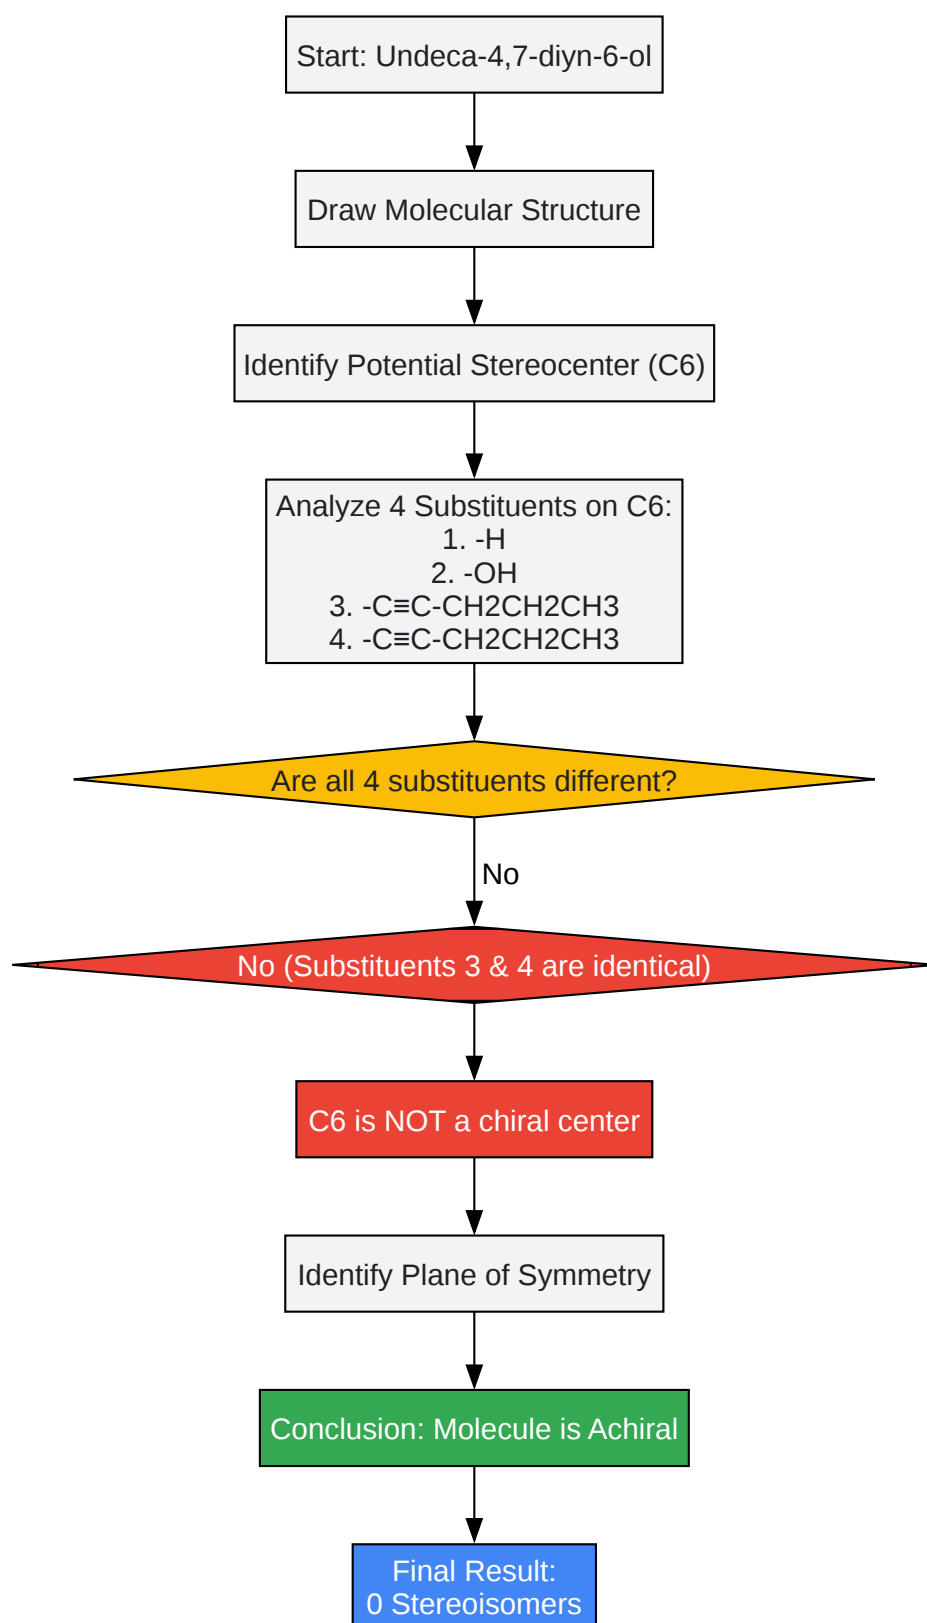 Start: Undeca-4,7-diyn-6-ol
Draw Molecular Structure
Identify Potential Stereocenter (C6)
Analyze 4 Substituents on C6:
1. -H
2. -OH
3. -C≡C-CH2CH2CH3
4. -C≡C-CH2CH2CH3
Are all 4 substituents different?
No
No (Substituents 3 & 4 are identical)
C6 is NOT a chiral center
Identify Plane of Symmetry
Conclusion: Molecule is Achiral
Final Result:
0 Stereoisomers